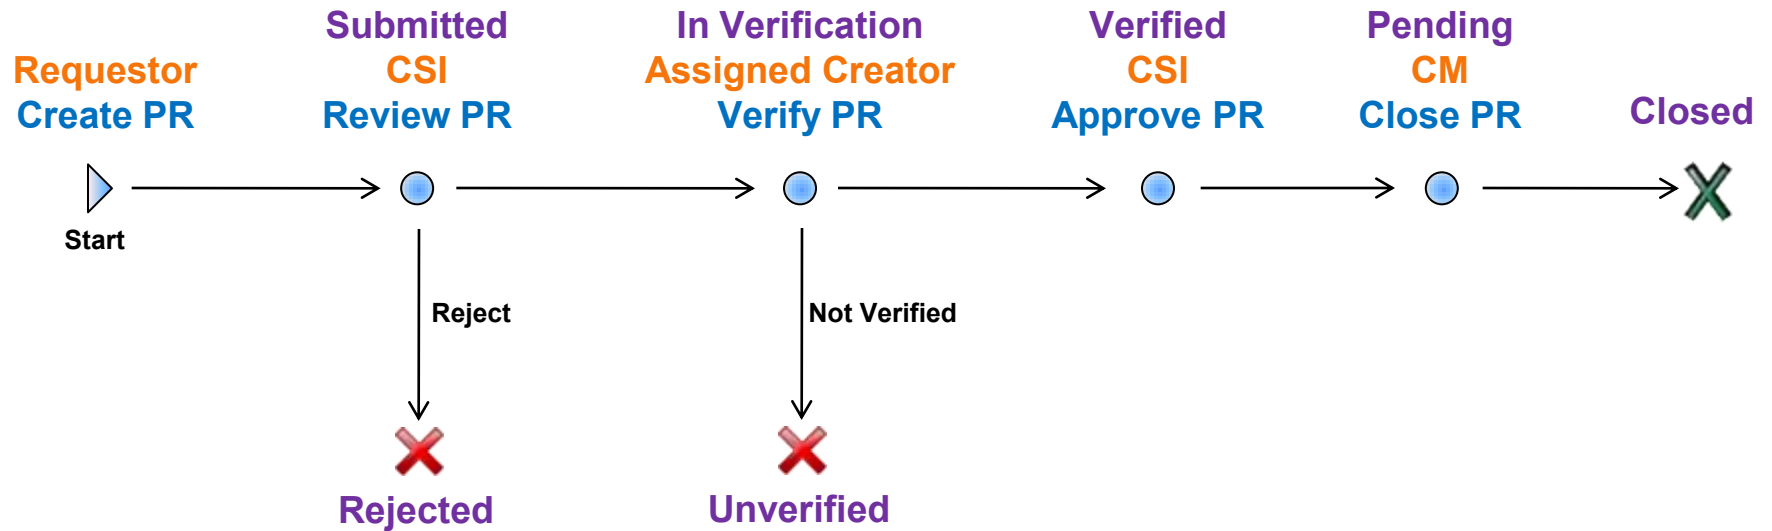 Requestor
Create PR
Start
Submitted
CSI
Review PR
Reject
Rejected
In Verification
Assigned Creator
Verify PR
Not Verified
Unverified
Verified
CSI
Approve PR
Pending
CM
Close PR
Closed